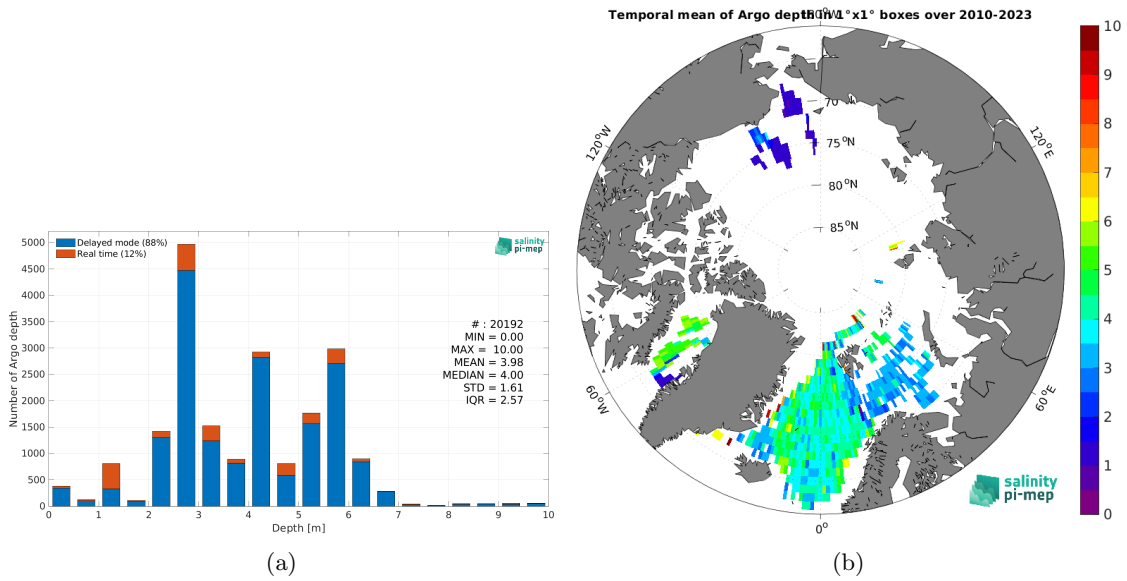 Delayed mode (88%)
Real time (12%)
salinity
pi-mep
# : 20192
MIN = 0.00
MAX = 10.00
MEAN = 3.98
MEDIAN = 4.00
STD = 1.61
IQR = 2.57
Number of Argo depth
5000
4500
4000
3500
3000
2500
2000
1500
1000
500
0
0 1 2 3 4 5 6 7 8 9 10
Depth [m]
(a)
Temporal mean of Argo depth in 1°x1° boxes over 2010-2023
120°W
120°E
60°W
60°E
0°
75°N
80°N
85°N
salinity
pi-mep
10
9
8
7
6
5
4
3
2
1
0
(b)